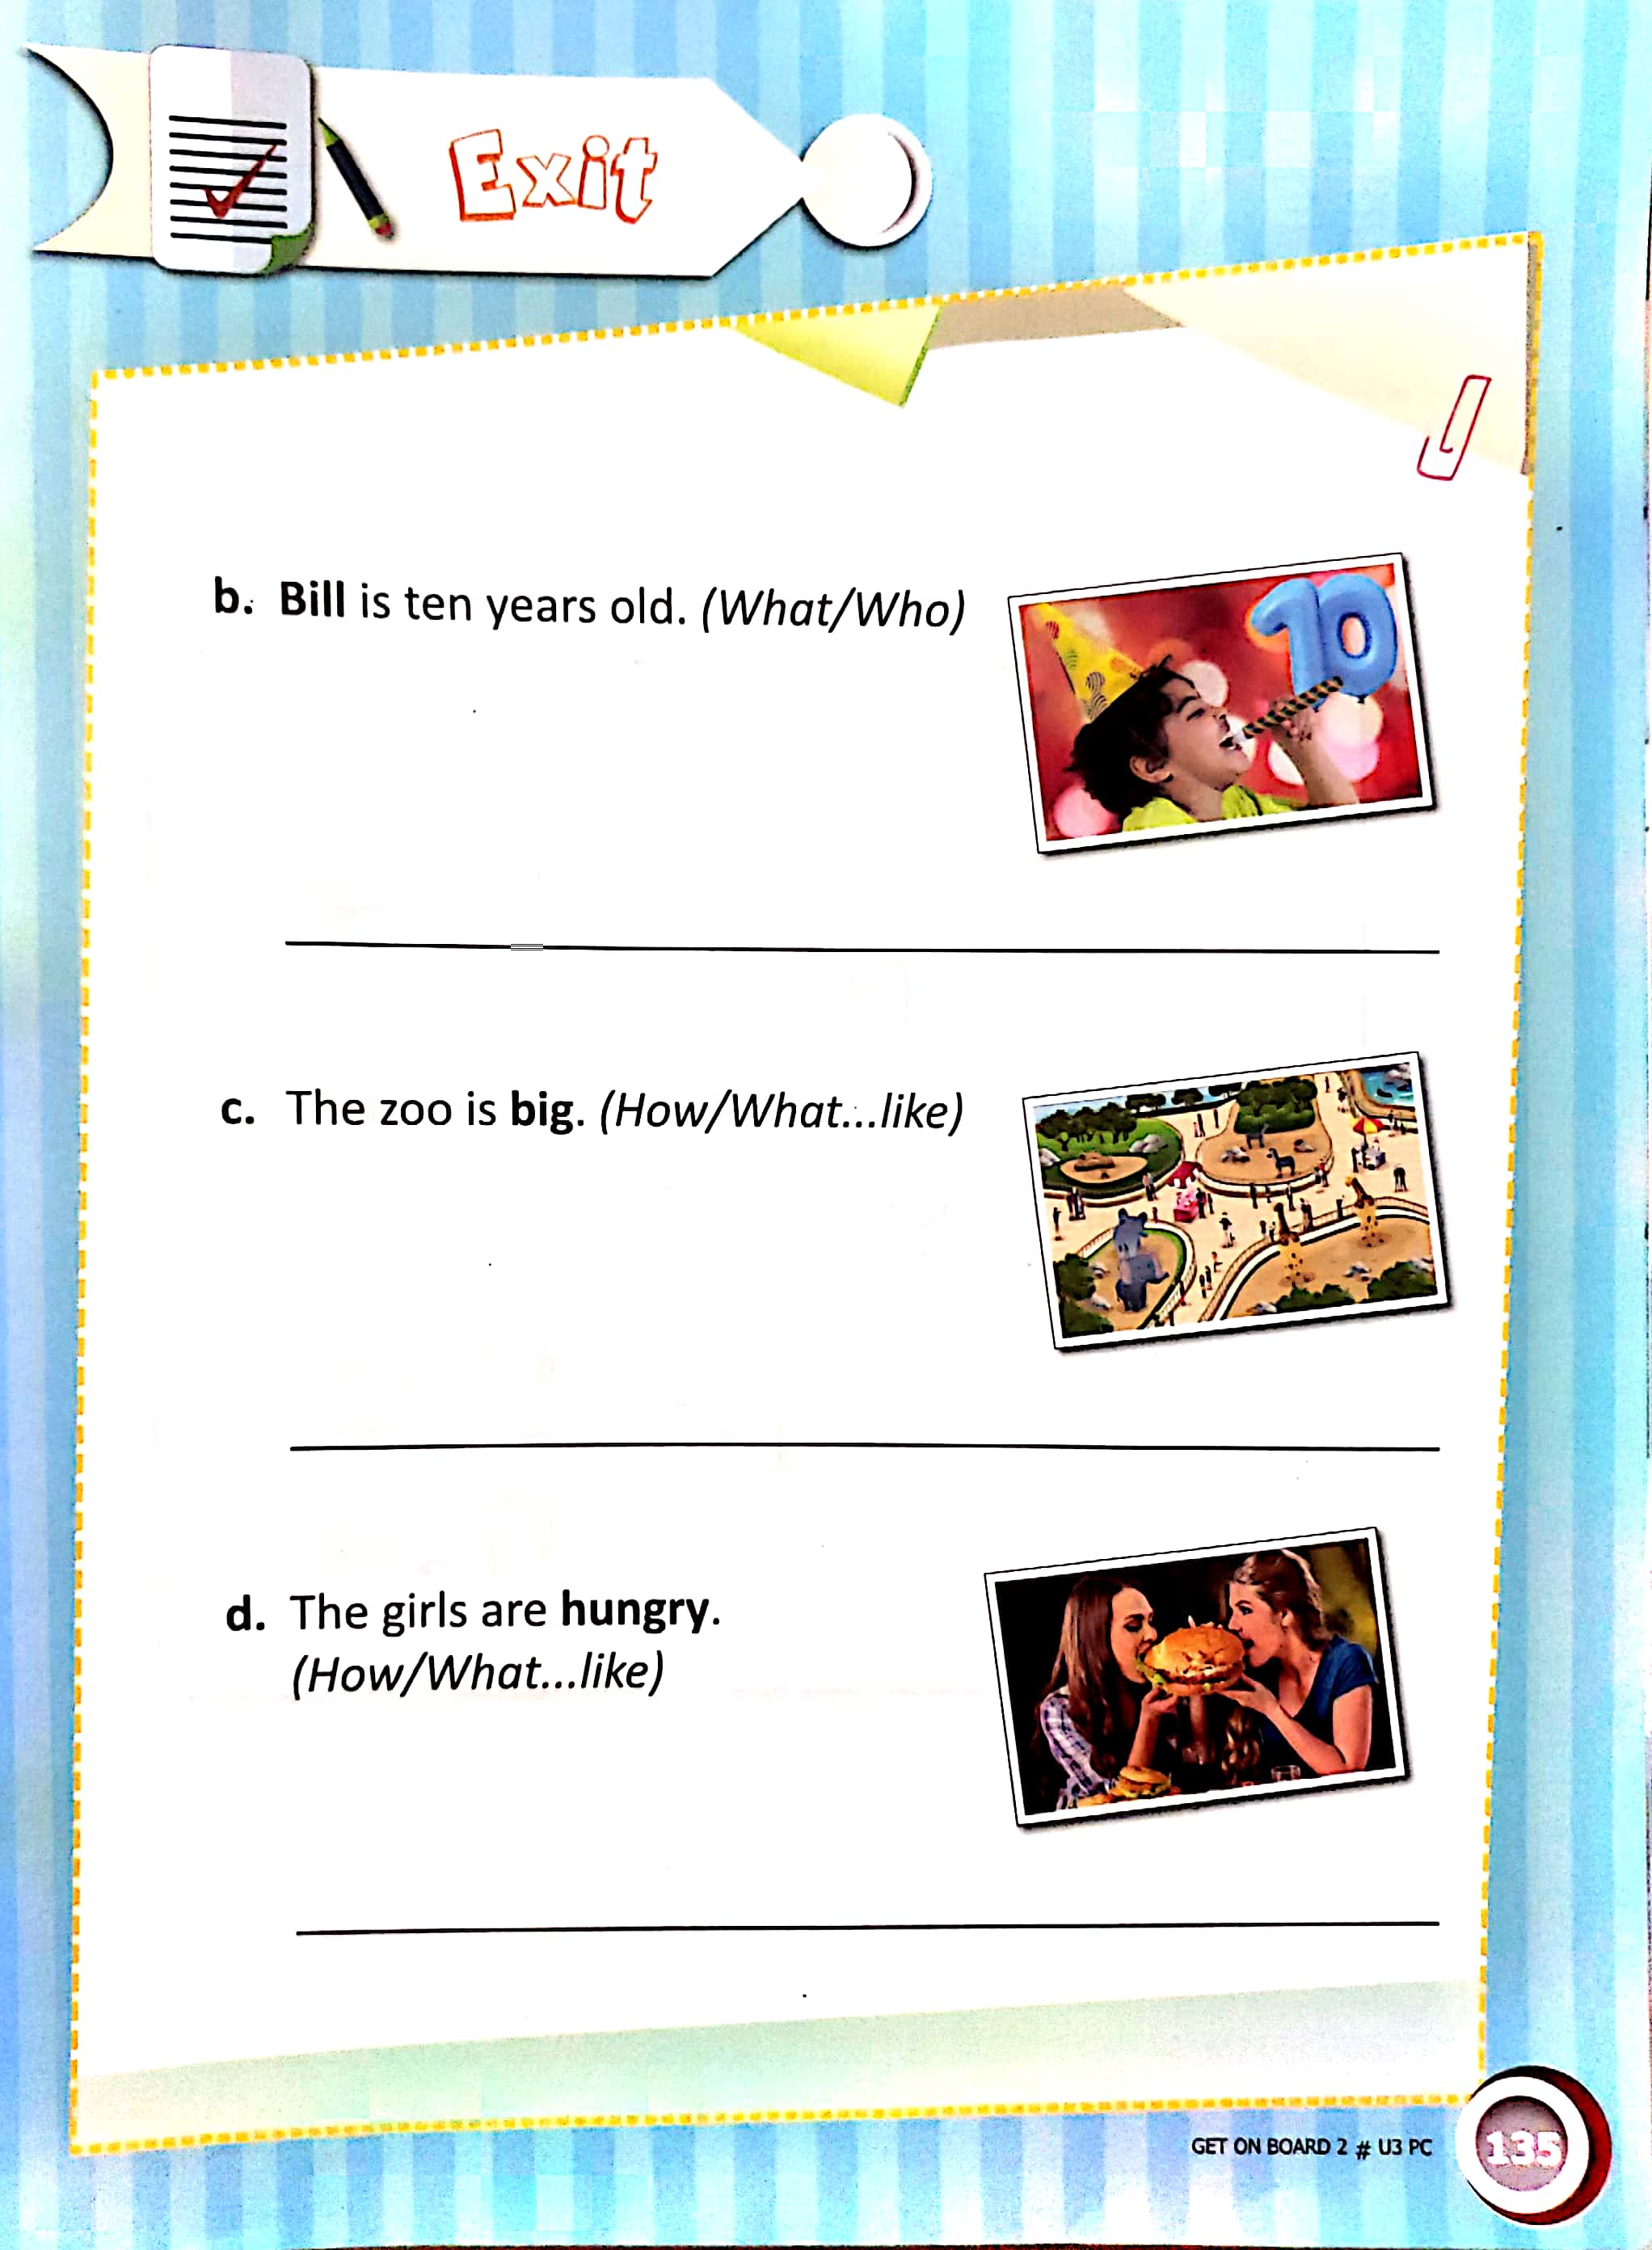 Exit
b. Bill is ten years old. (What/Who)
10
c. The zoo is big. (How/What...like)
d. The girls are hungry.
(How/What...like)
GET ON BOARD 2 # U3 PC
135